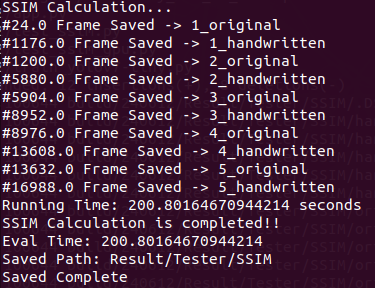 SSIM Calculation...
#24.0 Frame Saved -> 1_original
#1176.0 Frame Saved -> 1_handwritten
#1200.0 Frame Saved -> 2_original
#5880.0 Frame Saved -> 2_handwritten
#5904.0 Frame Saved -> 3_original
#8952.0 Frame Saved -> 3_handwritten
#8976.0 Frame Saved -> 4_original
#13608.0 Frame Saved -> 4_handwritten
#13632.0 Frame Saved -> 5_original
#16988.0 Frame Saved -> 5_handwritten
Running Time: 200.80164670944214 seconds
SSIM Calculation is completed!!
Eval Time: 200.80164670944214
Saved Path: Result/Tester/SSIM
Saved Complete